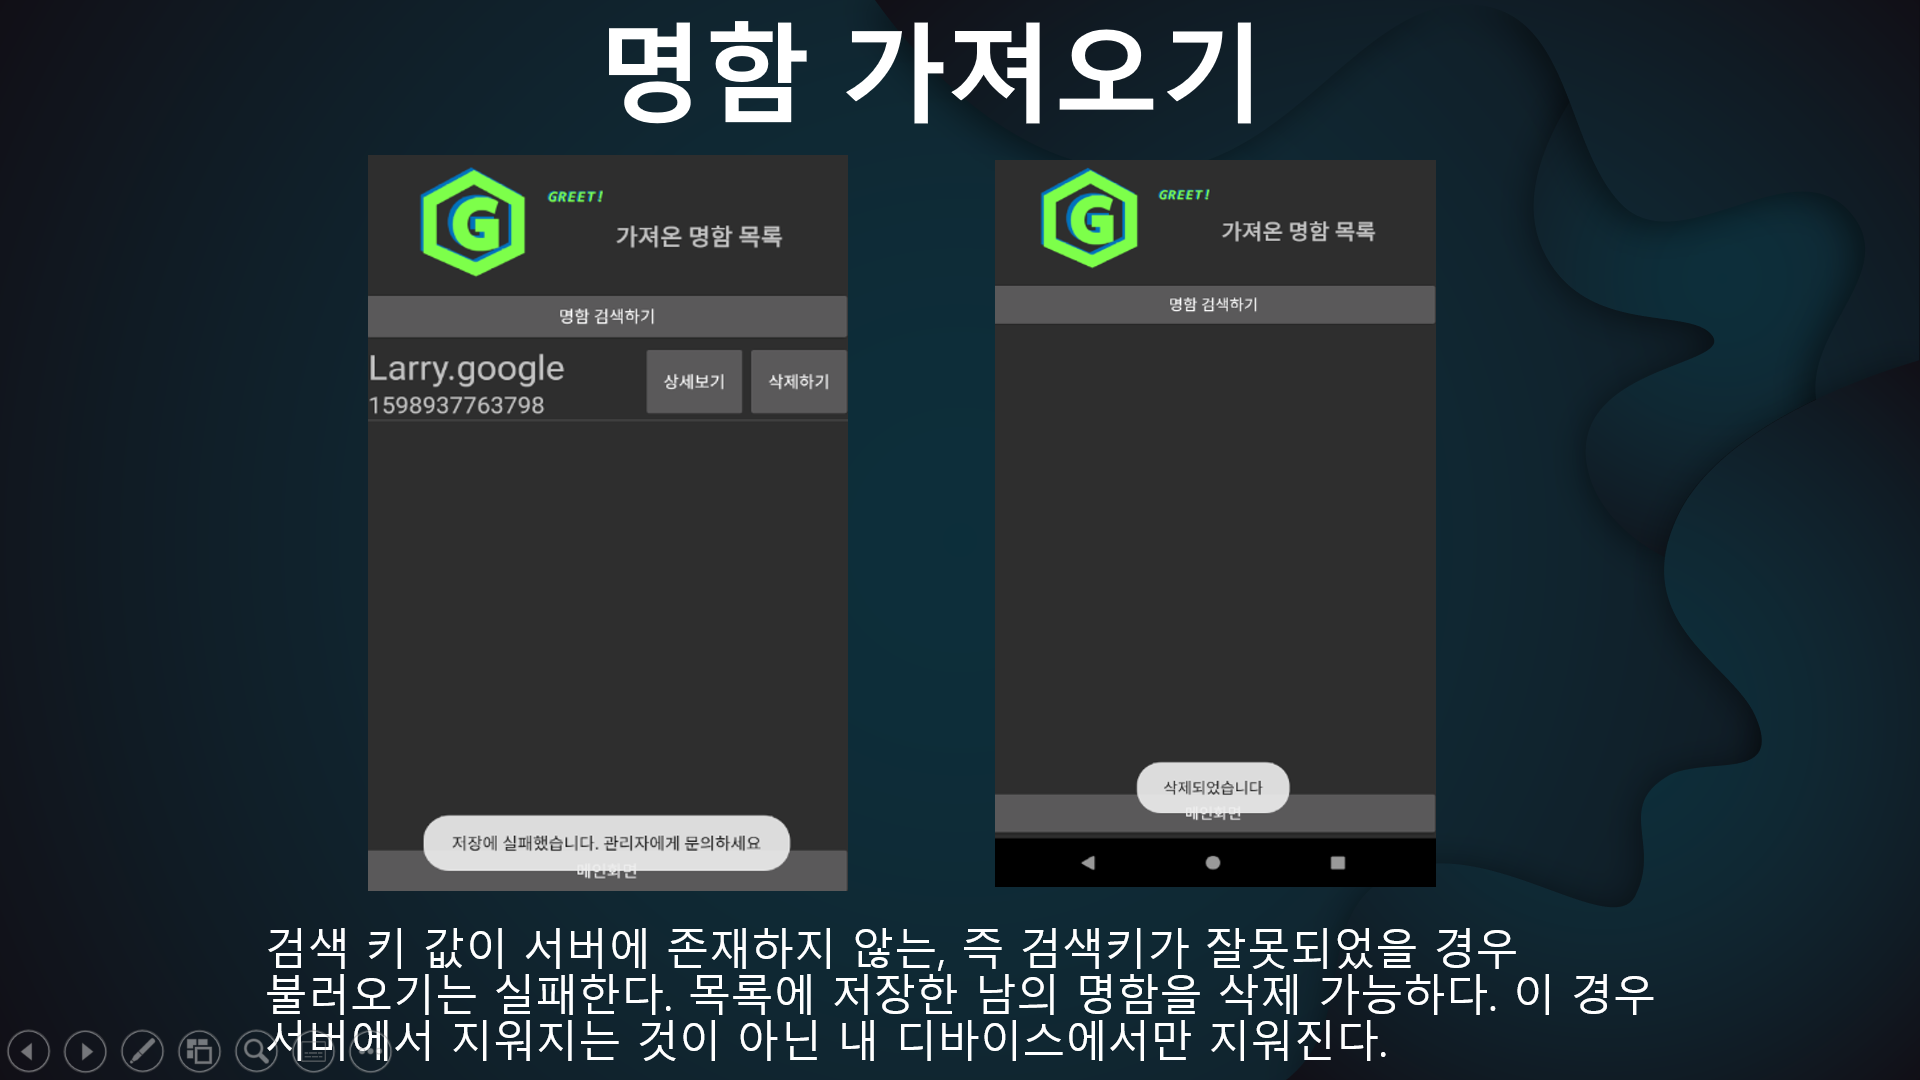 명함 가져오기
G
GREET!
가져온 명함 목록
명함 검색하기
Larry.google
1598937763798
상세보기
삭제하기
저장에 실패했습니다. 관리자에게 문의하세요
메인화면
G
GREET!
가져온 명함 목록
명함 검색하기
삭제되었습니다
메인화면
검색 키 값이 서버에 존재하지 않는, 즉 검색키가 잘못되었을 경우
불러오기는 실패한다. 목록에 저장한 남의 명함을 삭제 가능하다. 이 경우
서버에서 지워지는 것이 아닌 내 디바이스에서만 지워진다.